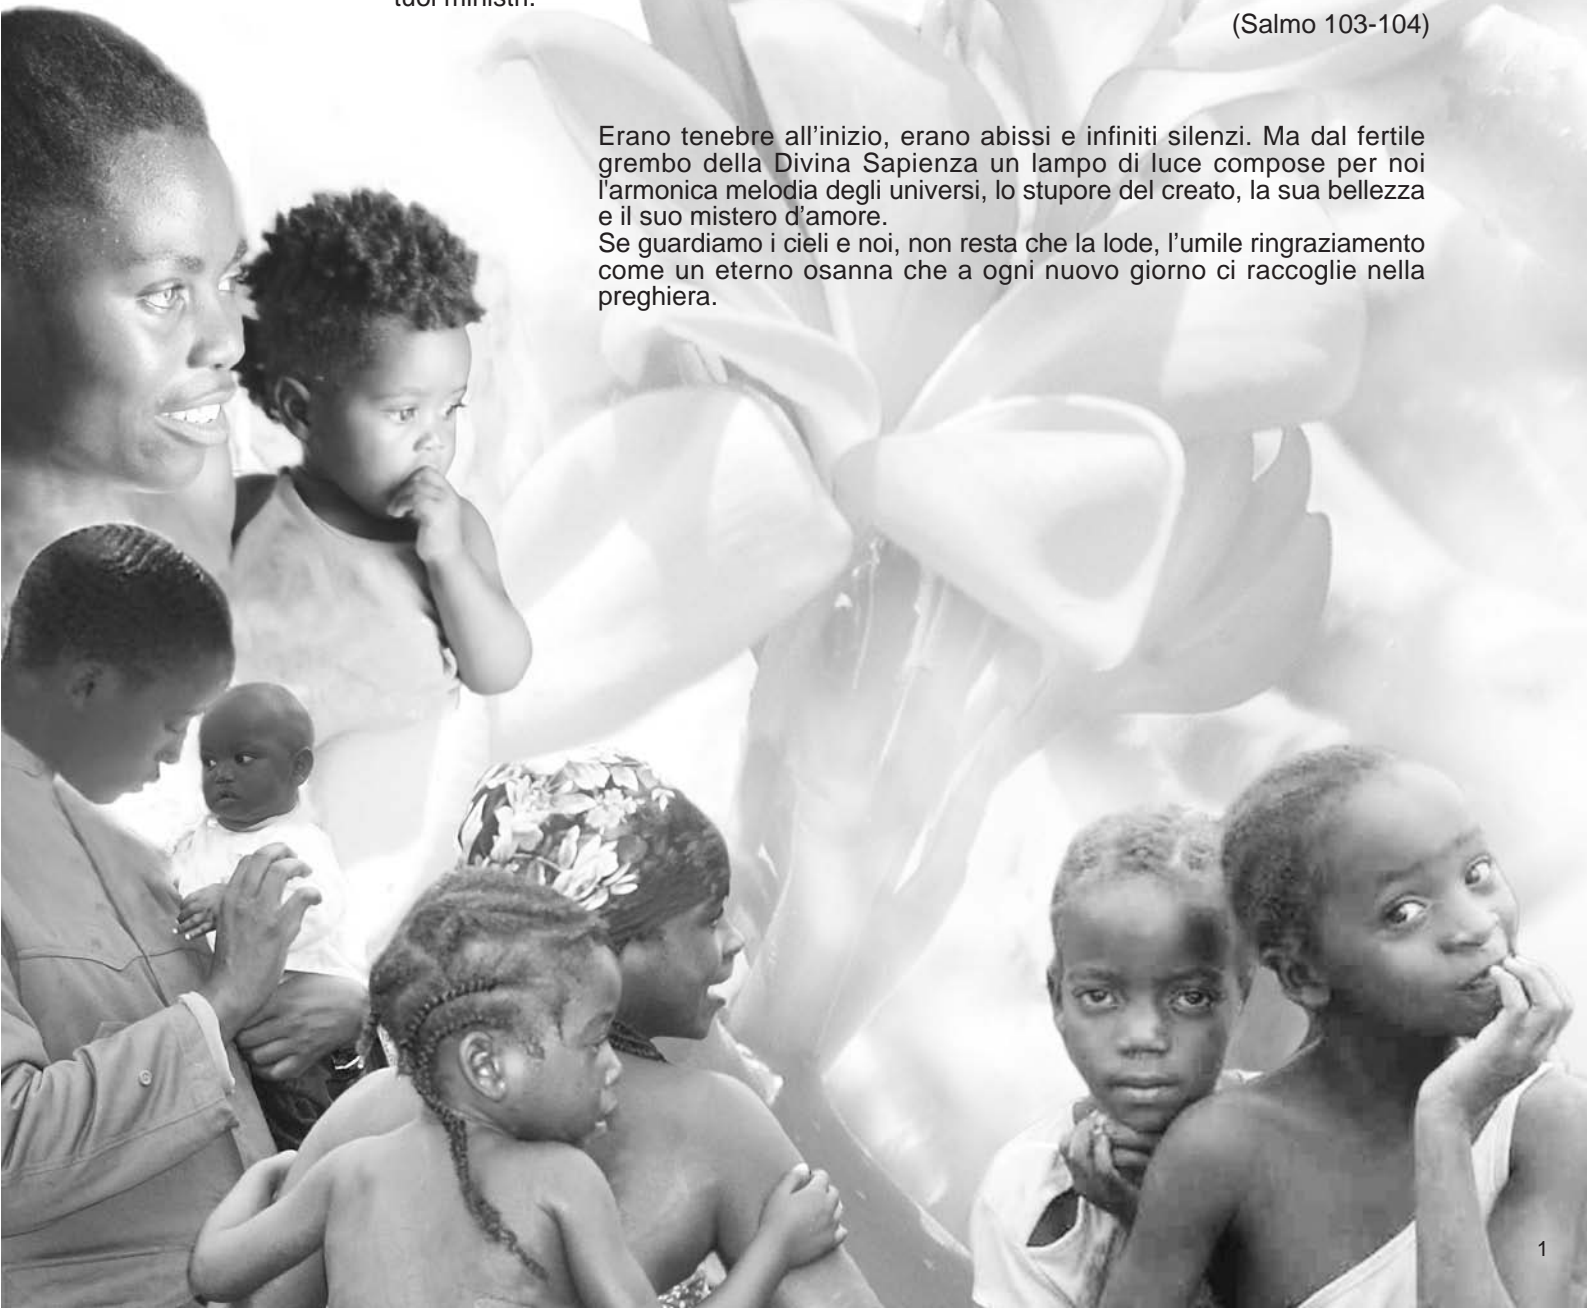 tuoi ministri.
(Salmo 103-104)
Erano tenebre all’inizio, erano abissi e infiniti silenzi. Ma dal fertile
grembo della Divina Sapienza un lampo di luce compose per noi
l'armonica melodia degli universi, lo stupore del creato, la sua bellezza
e il suo mistero d’amore.
Se guardiamo i cieli e noi, non resta che la lode, l’umile ringraziamento
come un eterno osanna che a ogni nuovo giorno ci raccoglie nella
preghiera.
1